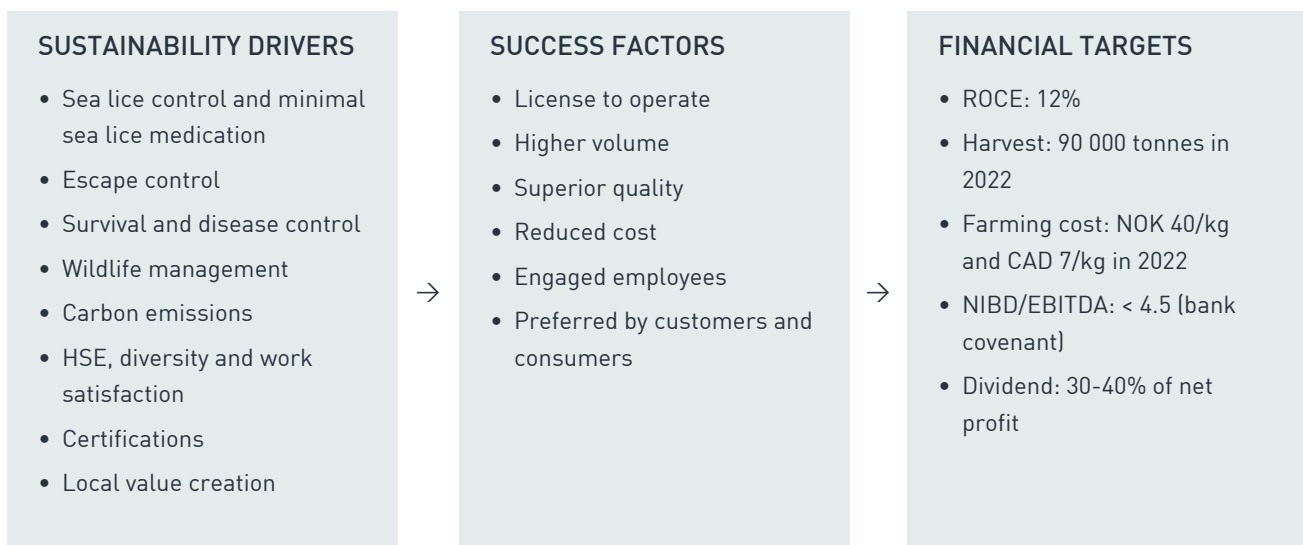 SUSTAINABILITY DRIVERS
• Sea lice control and minimal
sea lice medication
• Escape control
• Survival and disease control
• Wildlife management
• Carbon emissions
• HSE, diversity and work
satisfaction
• Certifications
• Local value creation
→
SUCCESS FACTORS
• License to operate
• Higher volume
• Superior quality
• Reduced cost
• Engaged employees
• Preferred by customers and
consumers
→
FINANCIAL TARGETS
• ROCE: 12%
• Harvest: 90 000 tonnes in
2022
• Farming cost: NOK 40/kg
and CAD 7/kg in 2022
• NIBD/EBITDA: < 4.5 (bank
covenant)
• Dividend: 30-40% of net
profit